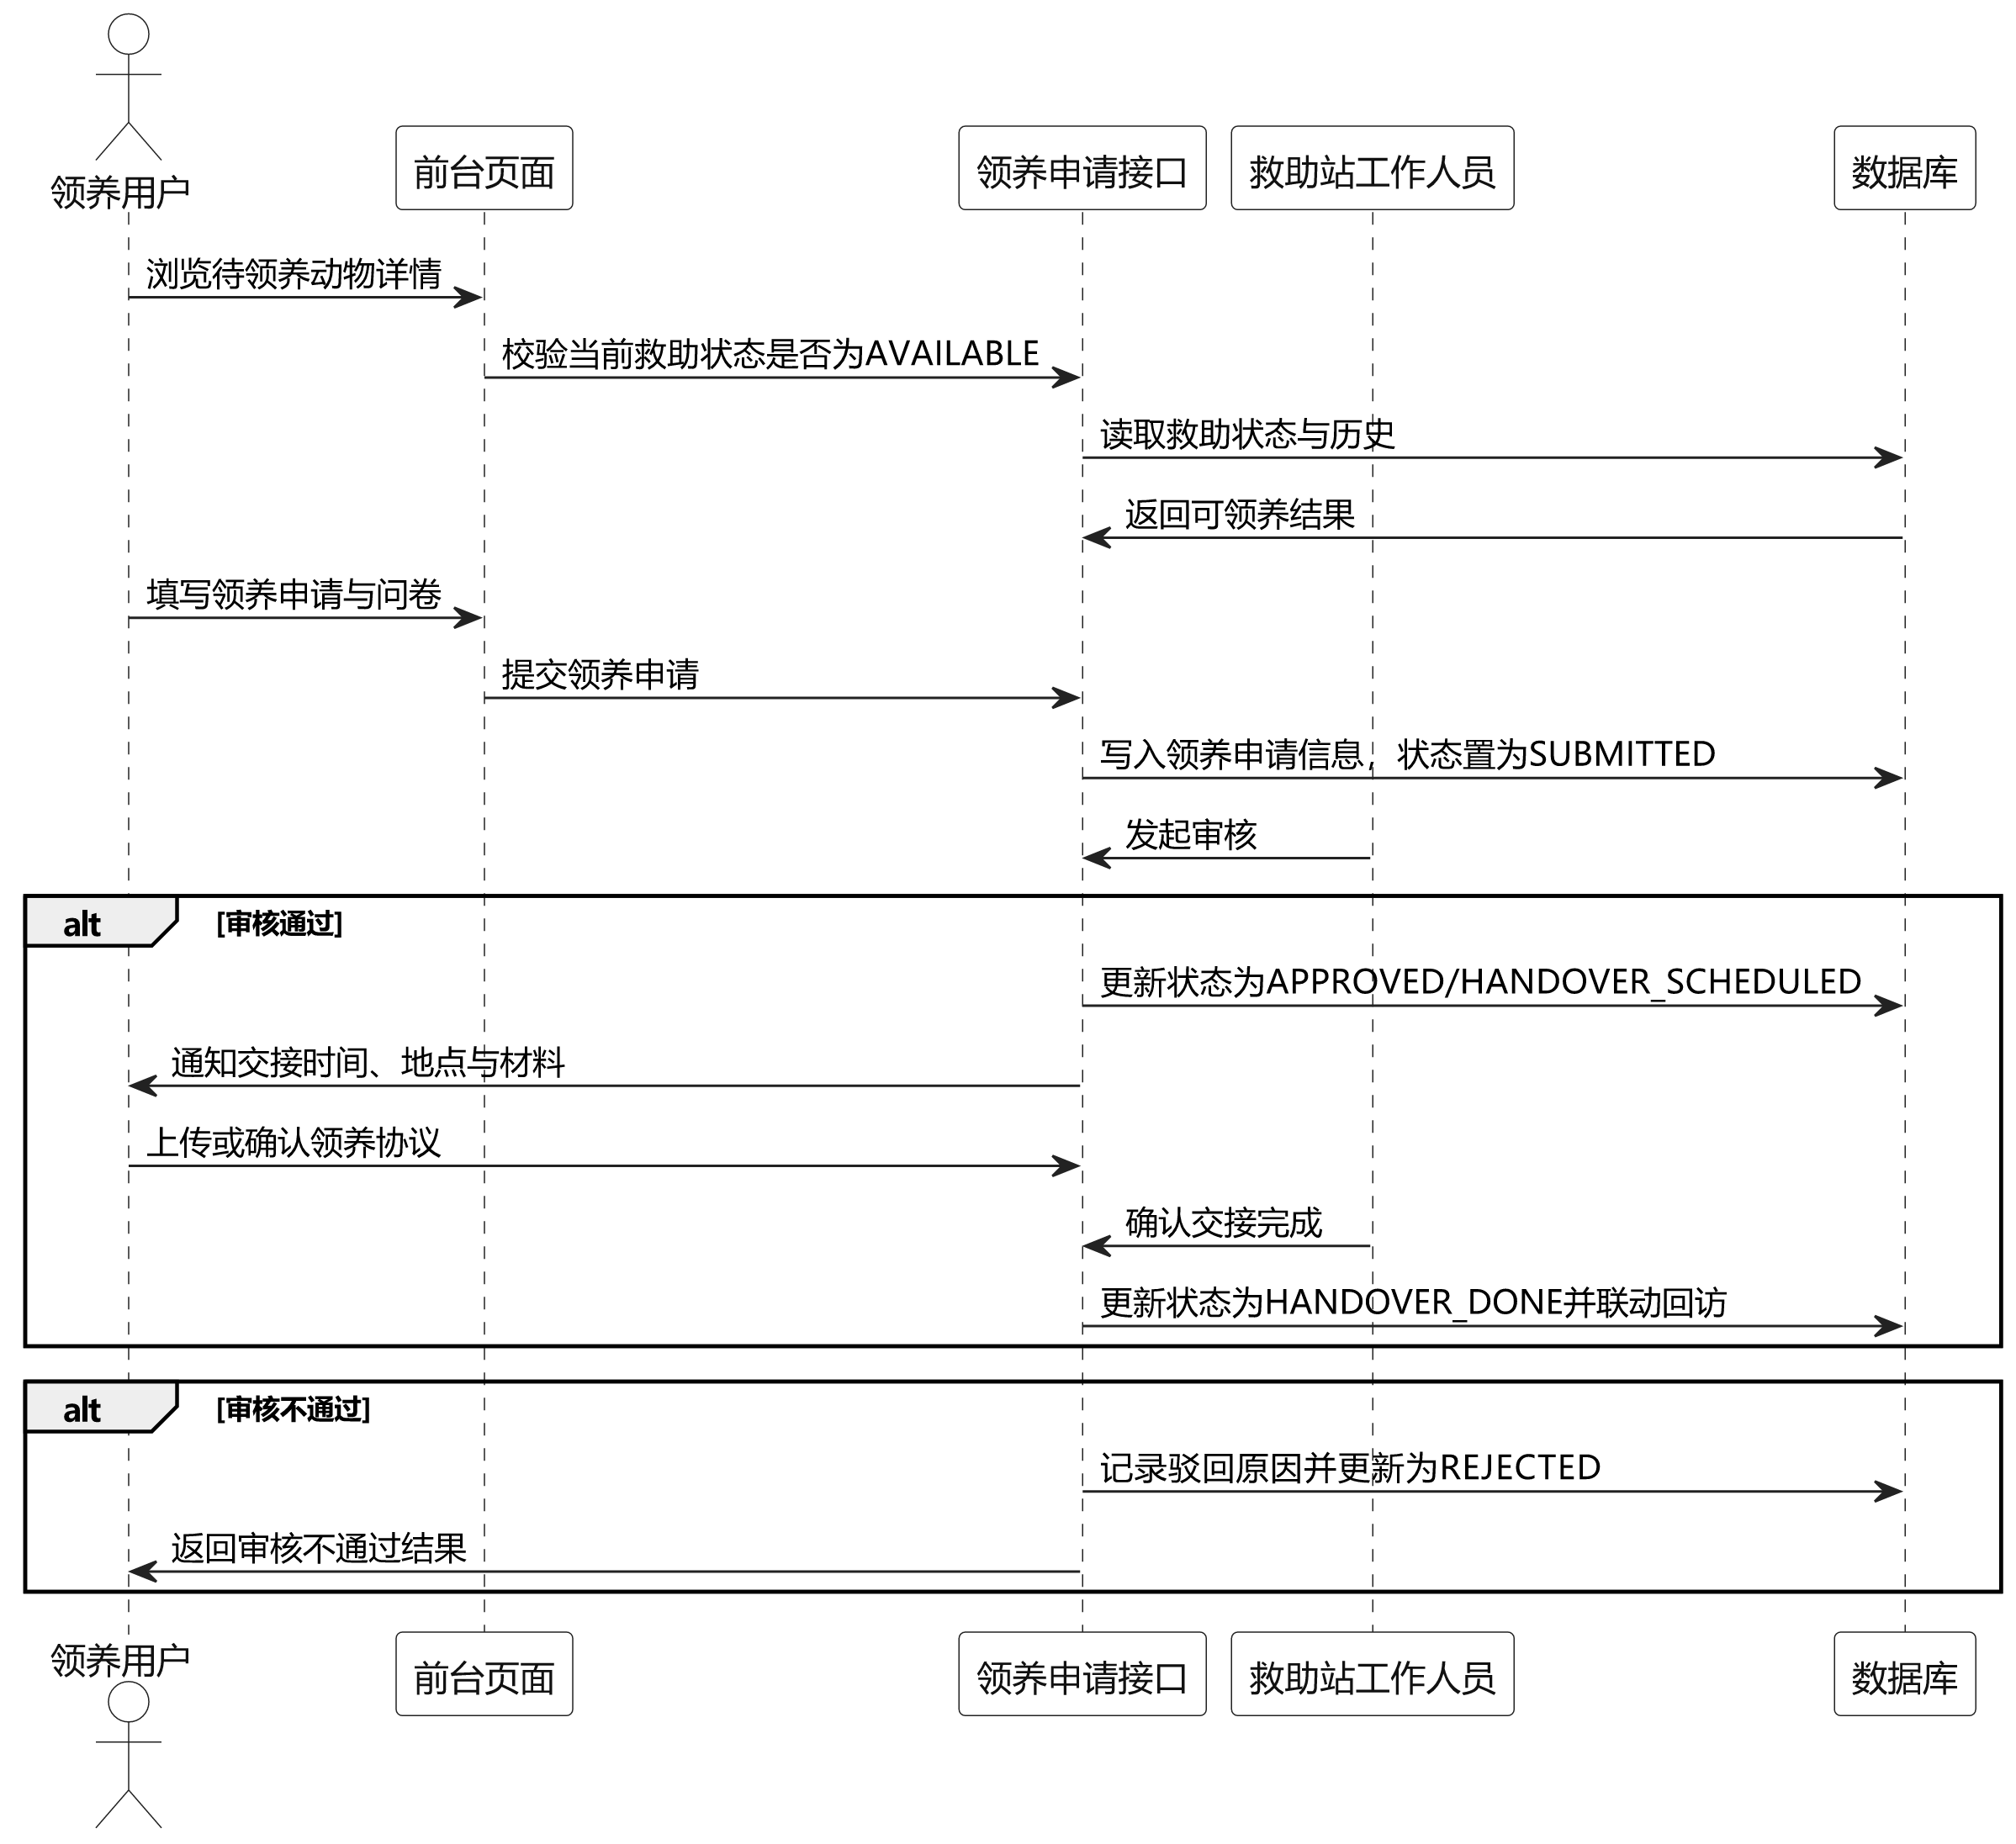 领养用户
前台页面
领养申请接口
救助站工作人员
数据库
浏览待领养动物详情
校验当前救助状态是否为AVAILABLE
读取救助状态与历史
返回可领养结果
填写领养申请与问卷
提交领养申请
写入领养申请信息，状态置为SUBMITTED
发起审核
alt [审核通过]
更新状态为APPROVED/HANDOVER_SCHEDULED
通知交接时间、地点与材料
上传或确认领养协议
确认交接完成
更新状态为HANDOVER_DONE并联动回访
alt [审核不通过]
记录驳回原因并更新为REJECTED
返回审核不通过结果
领养用户
前台页面
领养申请接口
救助站工作人员
数据库